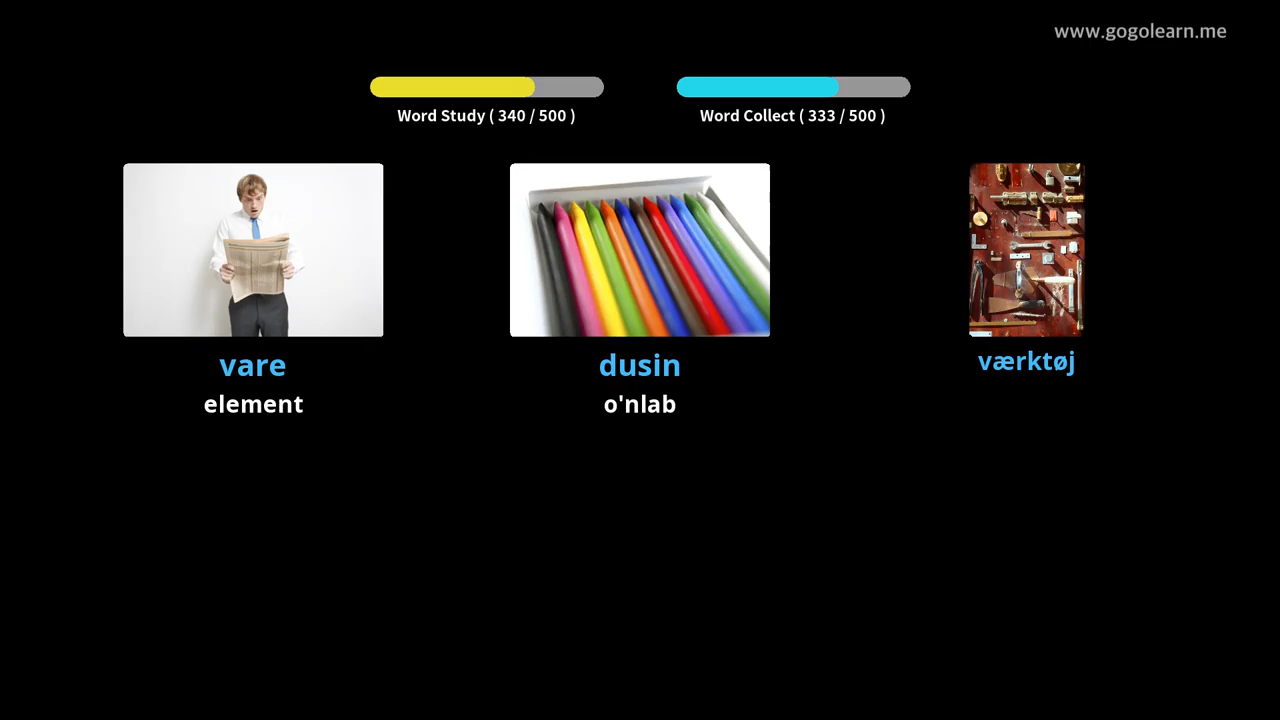 www.gogolearn.me
Word Study ( 340 / 500 )
Word Collect ( 333 / 500 )
vare
element
dusin
o'nlab
værktøj